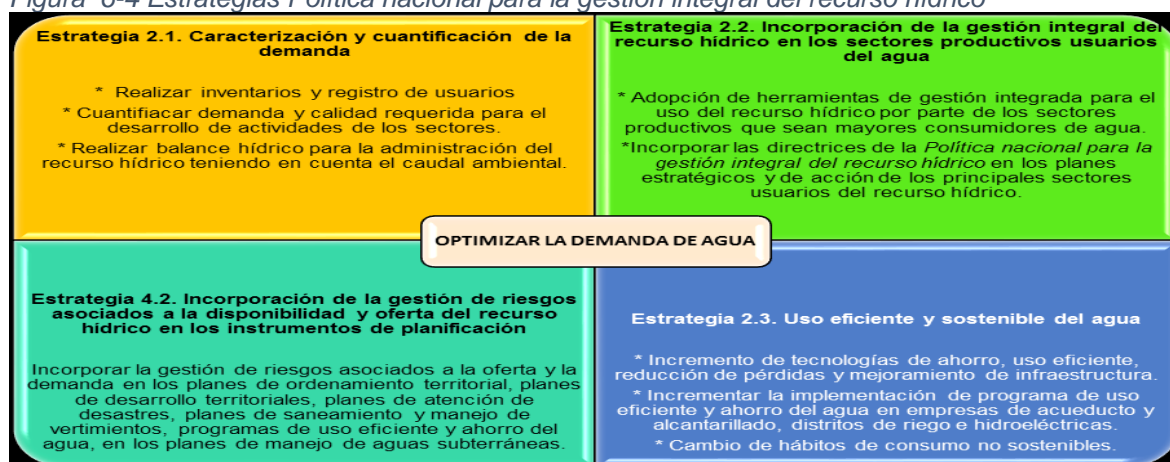 Figura 6-4 Estrategias Política nacional para la gestión integral del recurso hídrico
Estrategia 2.1. Caracterización y cuantificación de la
demanda
* Realizar inventarios y registro de usuarios
* Cuantifiacar demanda y calidad requerida para el
desarrollo de actividades de los sectores.
* Realizar balance hídrico para la administración del
recurso hídrico teniendo en cuenta el caudal ambiental.
Estrategia 2.2. Incorporación de la gestión integral del
recurso hídrico en los sectores productivos usuarios
del agua
* Adopción de herramientas de gestión integrada para el
uso del recurso hídrico por parte de los sectores
productivos que sean mayores consumidores de agua.
*Incorporar las directrices de la Política nacional para la
gestión integral del recurso hídrico en los planes
estratégicos y de acción de los principales sectores
usuarios del recurso hídrico.
OPTIMIZAR LA DEMANDA DE AGUA
Estrategia 4.2. Incorporación de la gestión de riesgos
asociados a la disponibilidad y oferta del recurso
hídrico en los instrumentos de planificación
Incorporar la gestión de riesgos asociados a la oferta y la
demanda en los planes de ordenamiento territorial, planes
de desarrollo territoriales, planes de atención de
desastres, planes de saneamiento y manejo de
vertimientos, programas de uso eficiente y ahorro del
agua, en los planes de manejo de aguas subterráneas.
Estrategia 2.3. Uso eficiente y sostenible del agua
* Incremento de tecnologías de ahorro, uso eficiente,
reducción de pérdidas y mejoramiento de infraestructura.
* Incrementar la implementación de programa de uso
eficiente y ahorro del agua en empresas de acueducto y
alcantarillado, distritos de riego e hidroeléctricas.
* Cambio de hábitos de consumo no sostenibles.